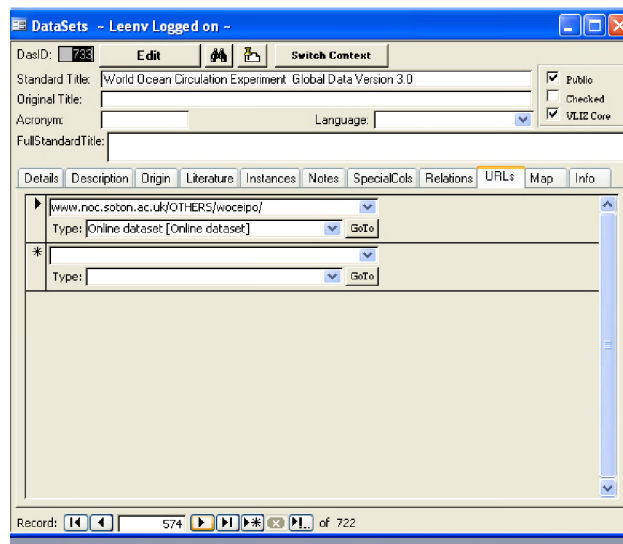 DataSets - Leenv Logged on -
DasID: 733 Edit Switch Context
Standard Title: World Ocean Circulation Experiment Global Data Version 3.0
Public
Original Title:
Checked
Acronym: Language:
VLIZ Core
FullStandardTitle:
Details Description Origin Literature Instances Notes SpecialCols Relations URLs Map Info
www.noc.soton.ac.uk/OTHERS/woceipo/
Type: Online dataset [Online dataset] GoTo
*
Type: GoTo
Record: 574 of 722